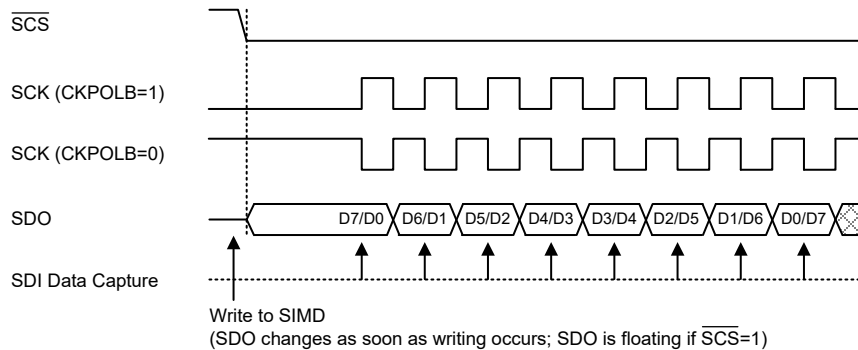 SCS
SCK (CKPOLB=1)
SCK (CKPOLB=0)
SDO D7/D0 D6/D1 D5/D2 D4/D3 D3/D4 D2/D5 D1/D6 D0/D7
SDI Data Capture
Write to SIMD
(SDO changes as soon as writing occurs; SDO is floating if SCS=1)